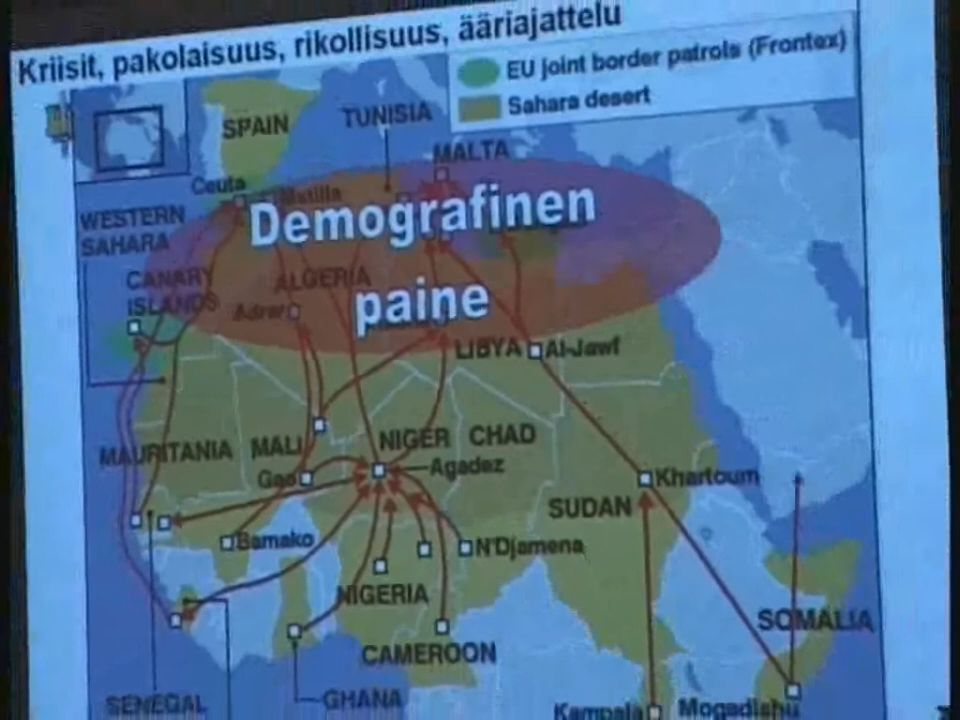 Kriisit, pakolaisuus, rikollisuus, ääriajattelu
EU joint border patrols (Frontex)
Sahara desert
SPAIN
TUNISIA
MALTA
Ceuta
Melilla
WESTERN
SAHARA
Demografinen
paine
CANARY
ISLANDS
ALGERIA
Adrar
LIBYA
Al-Jawf
MAURITANIA
MALI
NIGER
CHAD
Gao
Agadez
Khartoum
SUDAN
Bamako
N'Djamena
NIGERIA
SOMALIA
CAMEROON
SENEGAL
GHANA
Kampala
Mogadishu